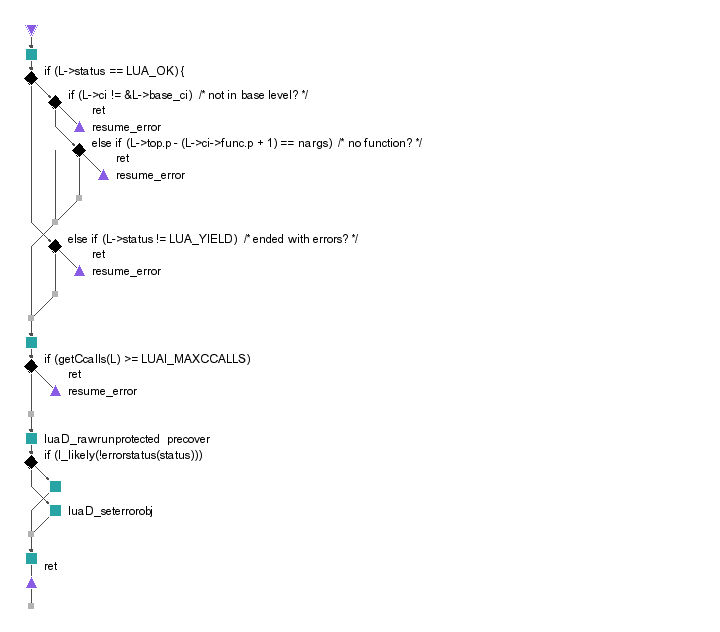 if (L->status == LUA_OK) {
if (L->ci != &L->base_ci)  /* not in base level? */
ret
resume_error
else if (L->top.p - (L->ci->func.p + 1) == nargs)  /* no function? */
ret
resume_error
else if (L->status != LUA_YIELD)  /* ended with errors? */
ret
resume_error
if (getCcalls(L) >= LUAI_MAXCCALLS)
ret
resume_error
luaD_rawrunprotected  precover
if (l_likely(!errorstatus(status)))
luaD_seterrorobj
ret